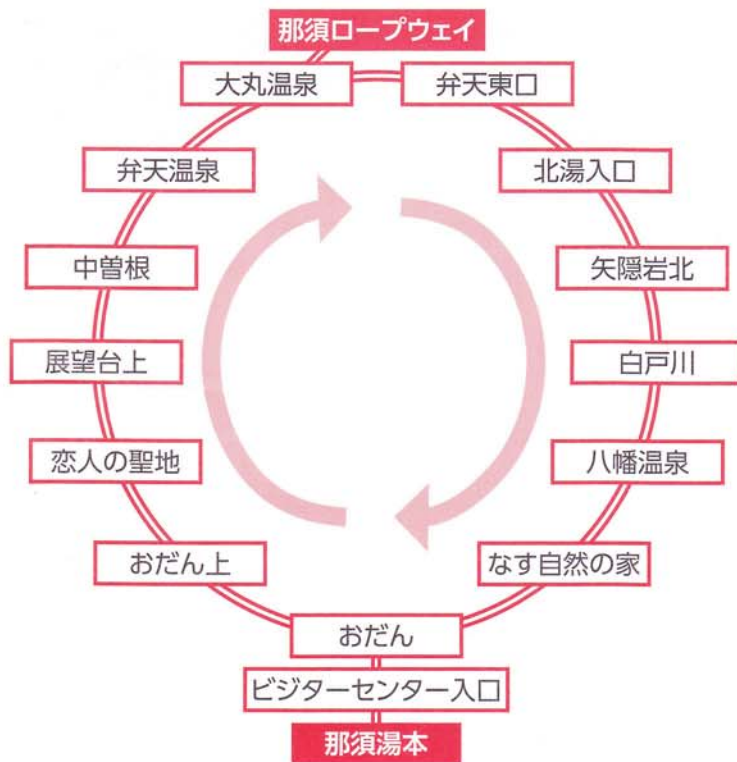 那須ロープウェイ
大丸温泉
弁天東口
弁天温泉
北湯入口
中曽根
矢隠岩北
展望台上
白戸川
恋人の聖地
八幡温泉
おだん上
なす自然の家
おだん
ビジターセンター入口
那須湯本